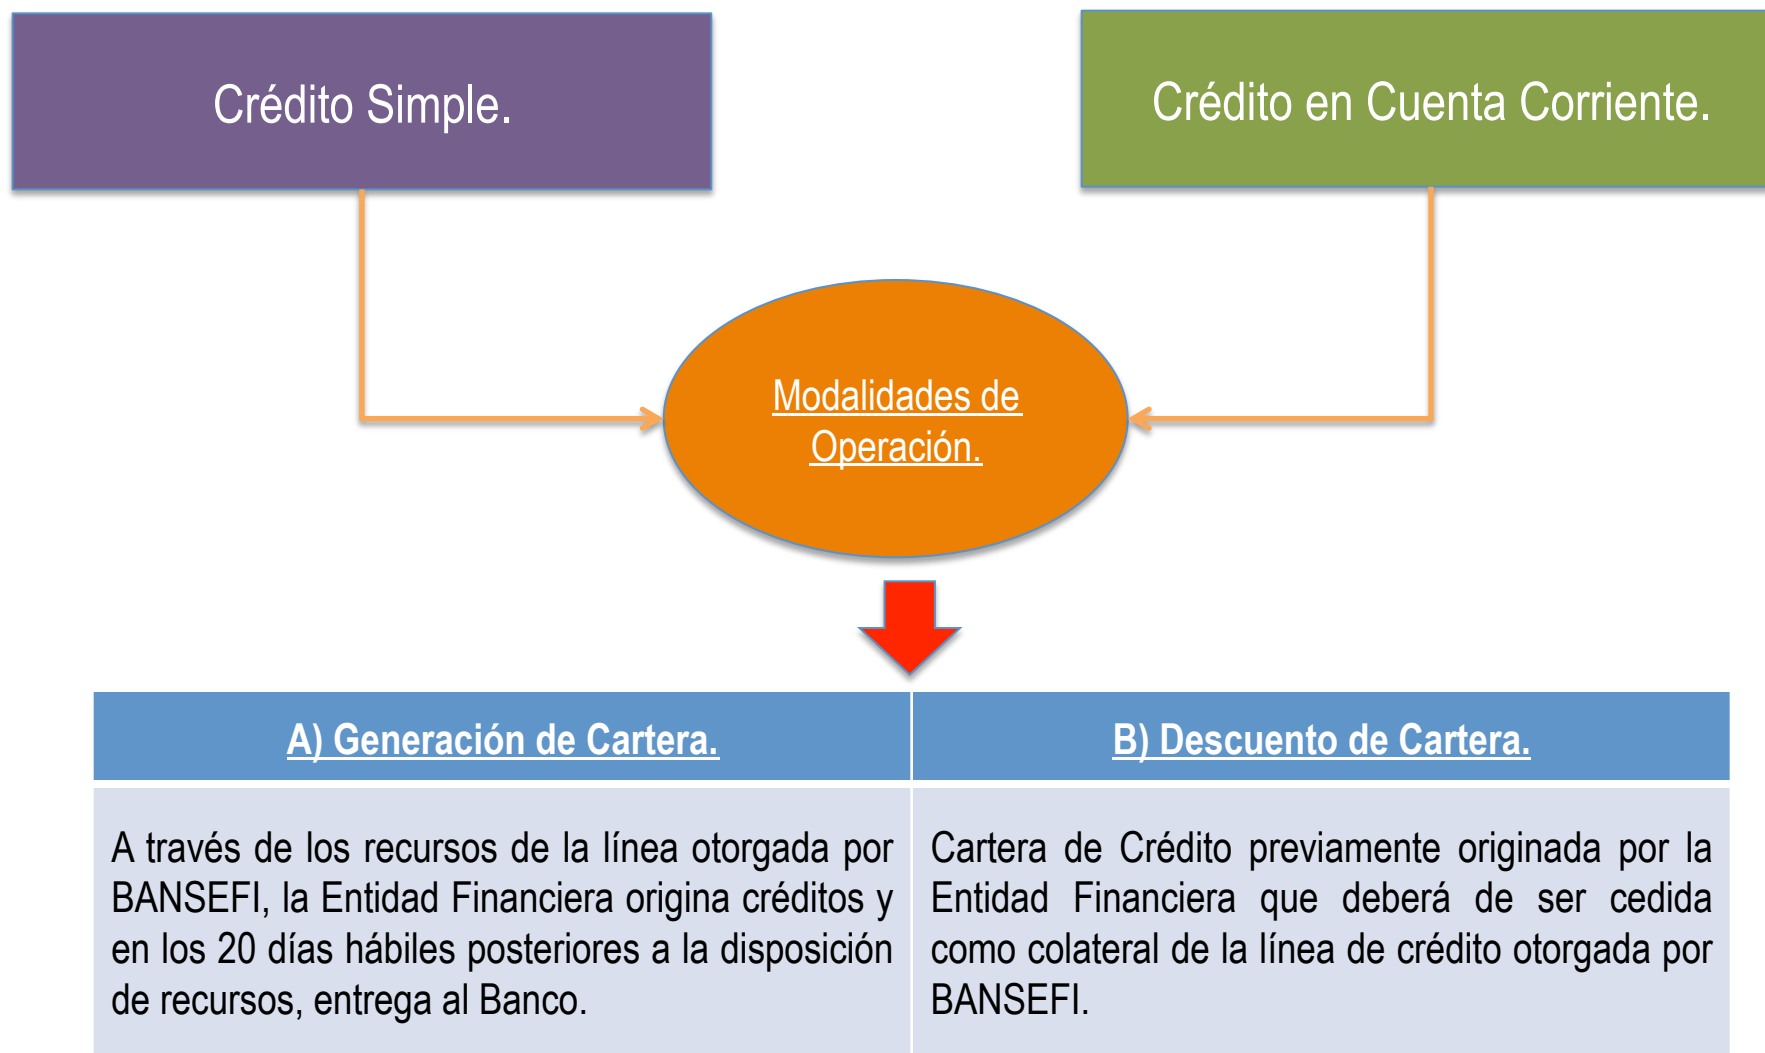 Crédito Simple.
Crédito en Cuenta Corriente.
Modalidades de
Operación.
A) Generación de Cartera.
B) Descuento de Cartera.
A través de los recursos de la línea otorgada por
BANSEFI, la Entidad Financiera origina créditos y
en los 20 días hábiles posteriores a la disposición
de recursos, entrega al Banco.
Cartera de Crédito previamente originada por la
Entidad Financiera que deberá de ser cedida
como colateral de la línea de crédito otorgada por
BANSEFI.